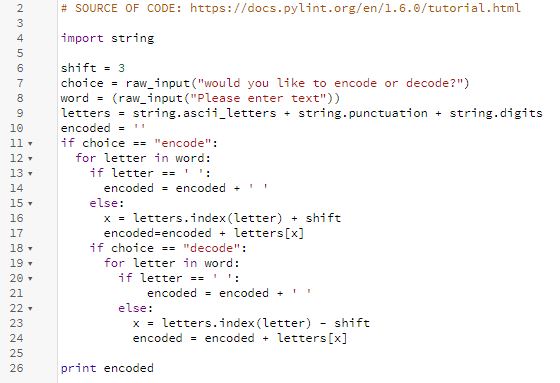 2 # SOURCE OF CODE: https://docs.pylint.org/en/1.6.0/tutorial.html
3
4 import string
5
6 shift = 3
7 choice = raw_input("would you like to encode or decode?")
8 word = (raw_input("Please enter text"))
9 letters = string.ascii_letters + string.punctuation + string.digits
10 encoded = ''
11 if choice == "encode":
12   for letter in word:
13     if letter == ' ':
14       encoded = encoded + ' '
15     else:
16       x = letters.index(letter) + shift
17       encoded=encoded + letters[x]
18     if choice == "decode":
19       for letter in word:
20         if letter == ' ':
21             encoded = encoded + ' '
22         else:
23           x = letters.index(letter) - shift
24           encoded = encoded + letters[x]
25
26 print encoded